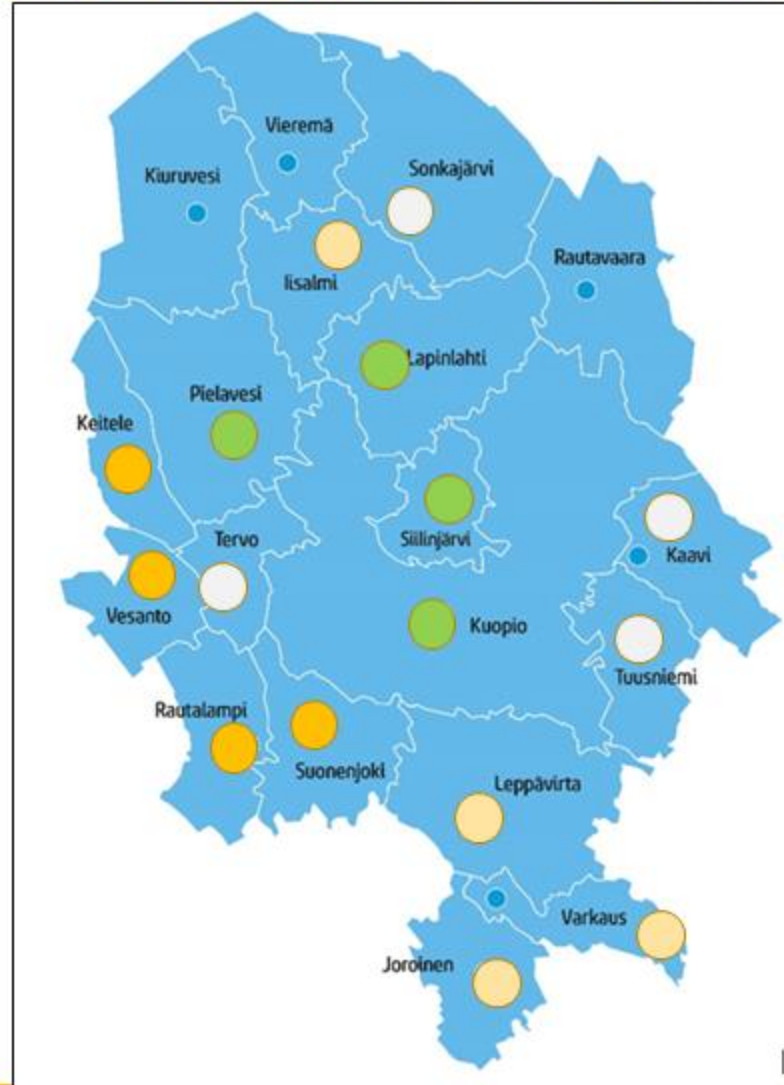 Vieremä
Sonkajärvi
Kiuruvesi
Rautavaara
Iisalmi
Lapinlahti
Pielavesi
Keitele
Tervo
Siilinjärvi
Kaavi
Vesanto
Kuopio
Tuusniemi
Rautalampi
Suonenjoki
Leppävirta
Varkaus
Joroinen